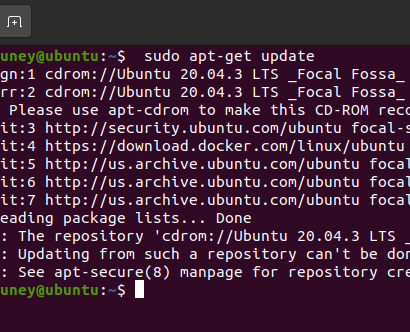 uney@ubuntu:~$  sudo apt-get update
gn:1 cdrom://Ubuntu 20.04.3 LTS _Focal Fossa_
rr:2 cdrom://Ubuntu 20.04.3 LTS _Focal Fossa_
Please use apt-cdrom to make this CD-ROM reco
it:3 http://security.ubuntu.com/ubuntu focal-s
it:4 https://download.docker.com/linux/ubuntu
it:5 http://us.archive.ubuntu.com/ubuntu focal
it:6 http://us.archive.ubuntu.com/ubuntu focal
it:7 http://us.archive.ubuntu.com/ubuntu focal
eading package lists... Done
: The repository 'cdrom://Ubuntu 20.04.3 LTS _
: Updating from such a repository can't be don
: See apt-secure(8) manpage for repository cre
uney@ubuntu:~$